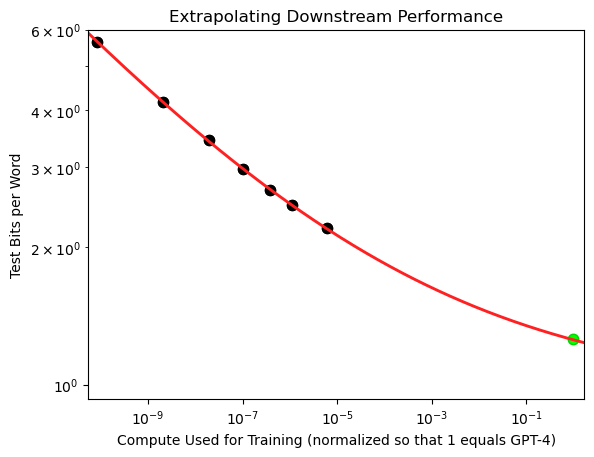 Extrapolating Downstream Performance
6 × 10⁰
4 × 10⁰
3 × 10⁰
2 × 10⁰
10⁰
Test Bits per Word
10⁻⁹ 10⁻⁷ 10⁻⁵ 10⁻³ 10⁻¹
Compute Used for Training (normalized so that 1 equals GPT-4)